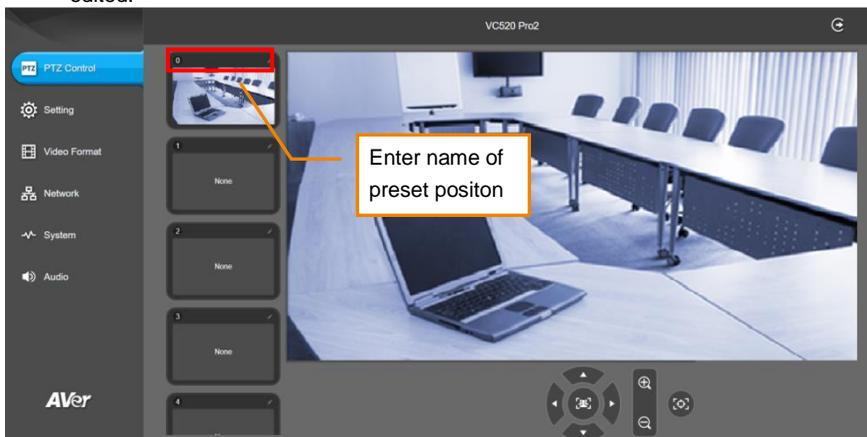 edited.
VC520 Pro2
PTZ PTZ Control
Setting
Video Format
Network
System
Audio
AVer
0
1
None
2
None
3
None
4
Enter name of
preset positon